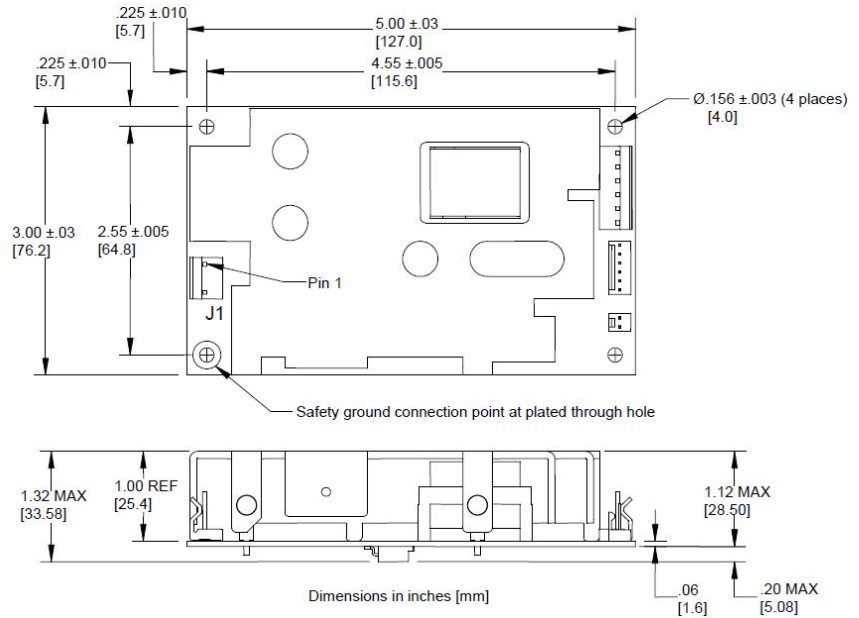 .225 ±.010
[5.7]
5.00 ±.03
[127.0]
.225 ±.010
[5.7]
4.55 ±.005
[115.6]
Ø.156 ±.003 (4 places)
[4.0]
3.00 ±.03
[76.2]
2.55 ±.005
[64.8]
Pin 1
J1
Safety ground connection point at plated through hole
1.32 MAX
[33.58]
1.00 REF
[25.4]
1.12 MAX
[28.50]
Dimensions in inches [mm]
.06
[1.6]
.20 MAX
[5.08]